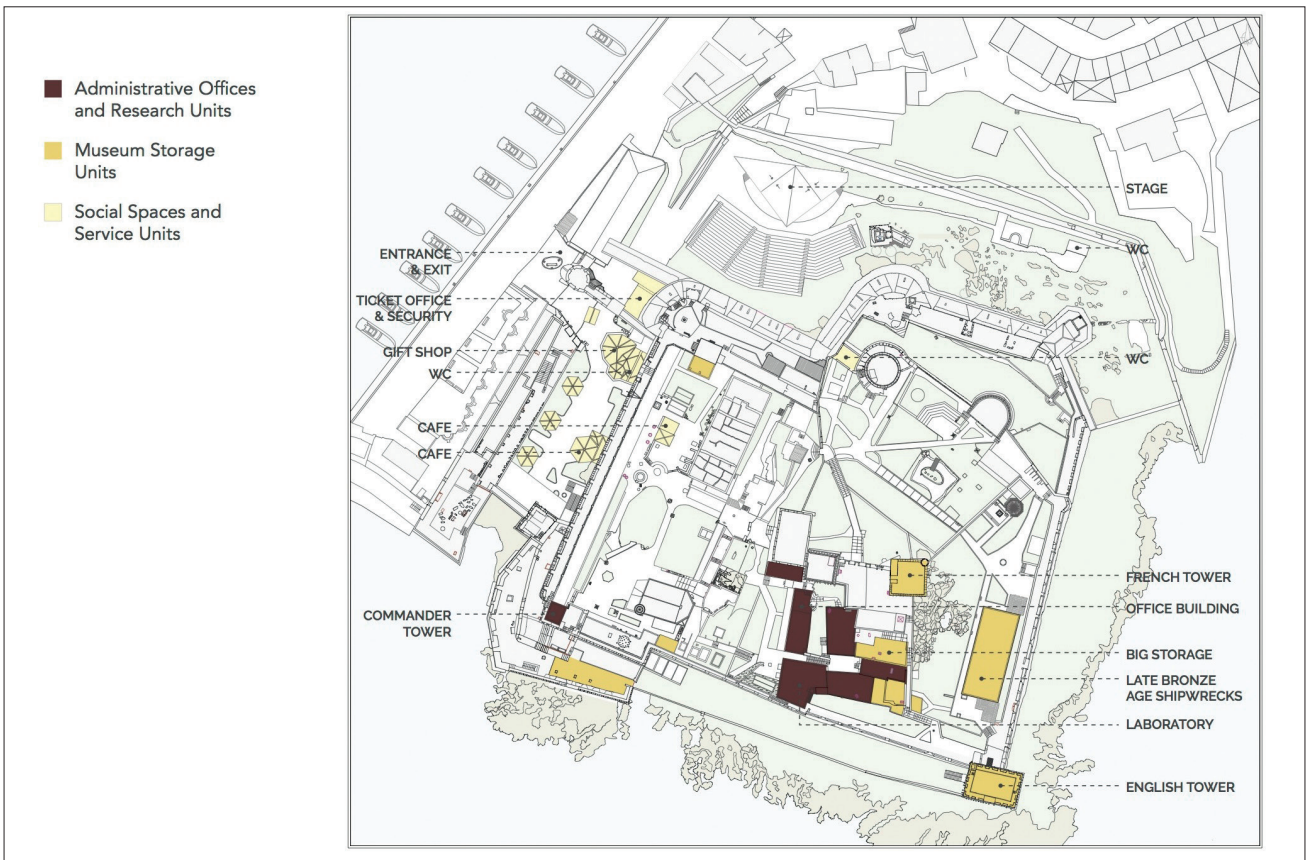 Administrative Offices
and Research Units
Museum Storage
Units
Social Spaces and
Service Units
ENTRANCE
& EXIT
TICKET OFFICE
& SECURITY
GIFT SHOP
WC
CAFE
CAFE
COMMANDER
TOWER
STAGE
WC
WC
FRENCH TOWER
OFFICE BUILDING
BIG STORAGE
LATE BRONZE
AGE SHIPWRECKS
LABORATORY
ENGLISH TOWER